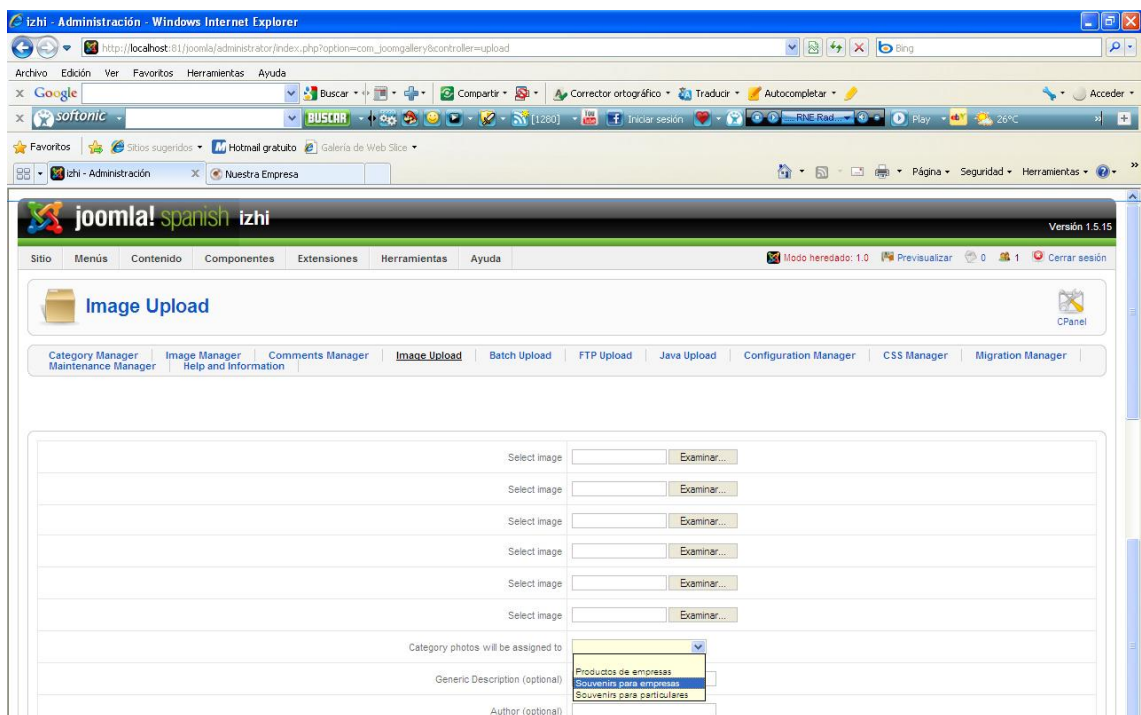 izhi - Administración - Windows Internet Explorer
http://localhost:81/joomla/administrator/index.php?option=com_joomgallery&controller=upload
Bing
Archivo Edición Ver Favoritos Herramientas Ayuda
x Google Buscar Compartir Corrector ortográfico Traducir Autocompletar Acceder
x softonic BUSCAR [1280] Iniciar sesión RNE Rad... Play 26°C
Favoritos Sitios sugeridos Hotmail gratuito Galería de Web Slice
izhi - Administración X Nuestra Empresa Página Seguridad Herramientas
joomla! spanish izhi
Versión 1.5.15
Sitio Menús Contenido Componentes Extensiones Herramientas Ayuda Modo heredado: 1.0 Previsualizar 0 1 Cerrar sesión
Image Upload
CPanel
Category Manager Image Manager Comments Manager Image Upload Batch Upload FTP Upload Java Upload Configuration Manager CSS Manager Migration Manager
Maintenance Manager Help and Information
Select image Examinar...
Select image Examinar...
Select image Examinar...
Select image Examinar...
Select image Examinar...
Select image Examinar...
Category photos will be assigned to
Productos de empresas
Generic Description (optional) Souvenirs para empresas
Souvenirs para particulares
Author (optional)